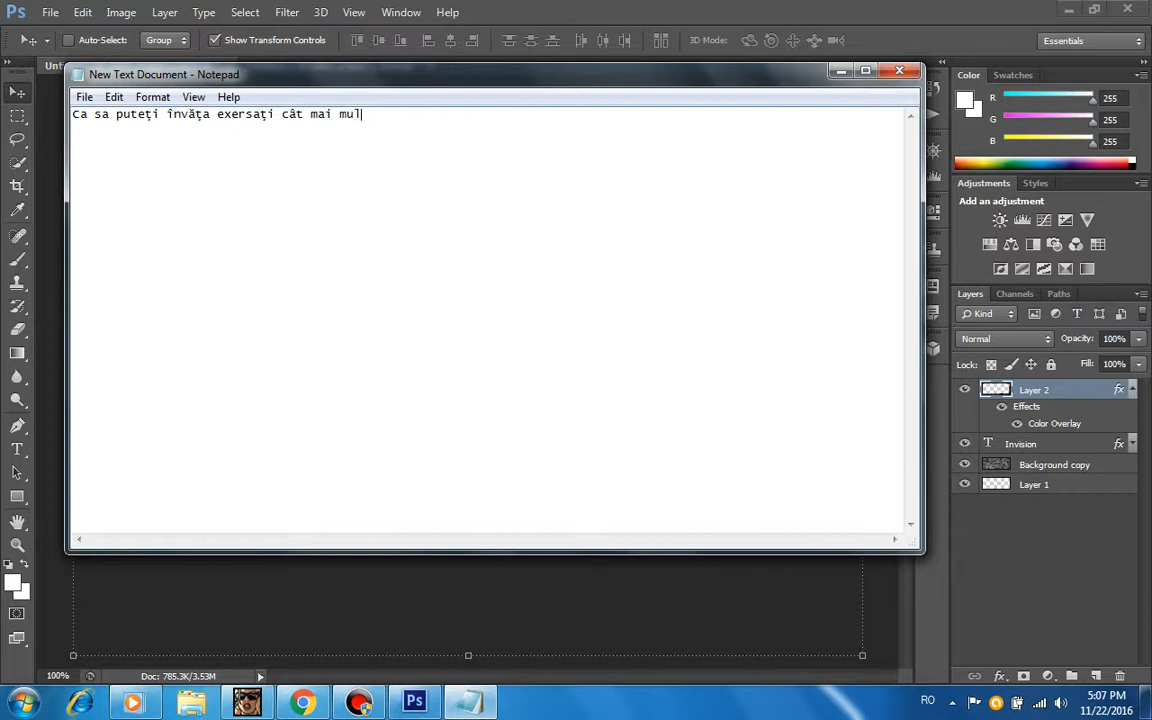 Ps File Edit Image Layer Type Select Filter 3D View Window Help
Auto-Select: Group Show Transform Controls 3D Mode: Essentials
Unt
New Text Document - Notepad
File Edit Format View Help
Ca sa puteţi învăţa exersaţi cât mai mul
Color Swatches
R 255
G 255
B 255
Adjustments Styles
Add an adjustment
Layers Channels Paths
Kind
Normal Opacity: 100%
Lock: Fill: 100%
Layer 2 fx
Effects
Color Overlay
T Invision fx
Background copy
Layer 1
100% Doc: 785.3K/3.53M
Ps RO 5:07 PM
11/22/2016